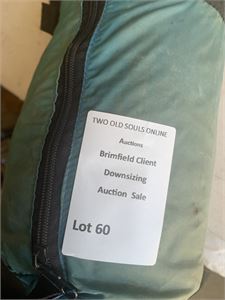 TWO OLD SOULS ONLINE
Auctions
Brimfield Client
Downsizing
Auction Sale
Lot 60